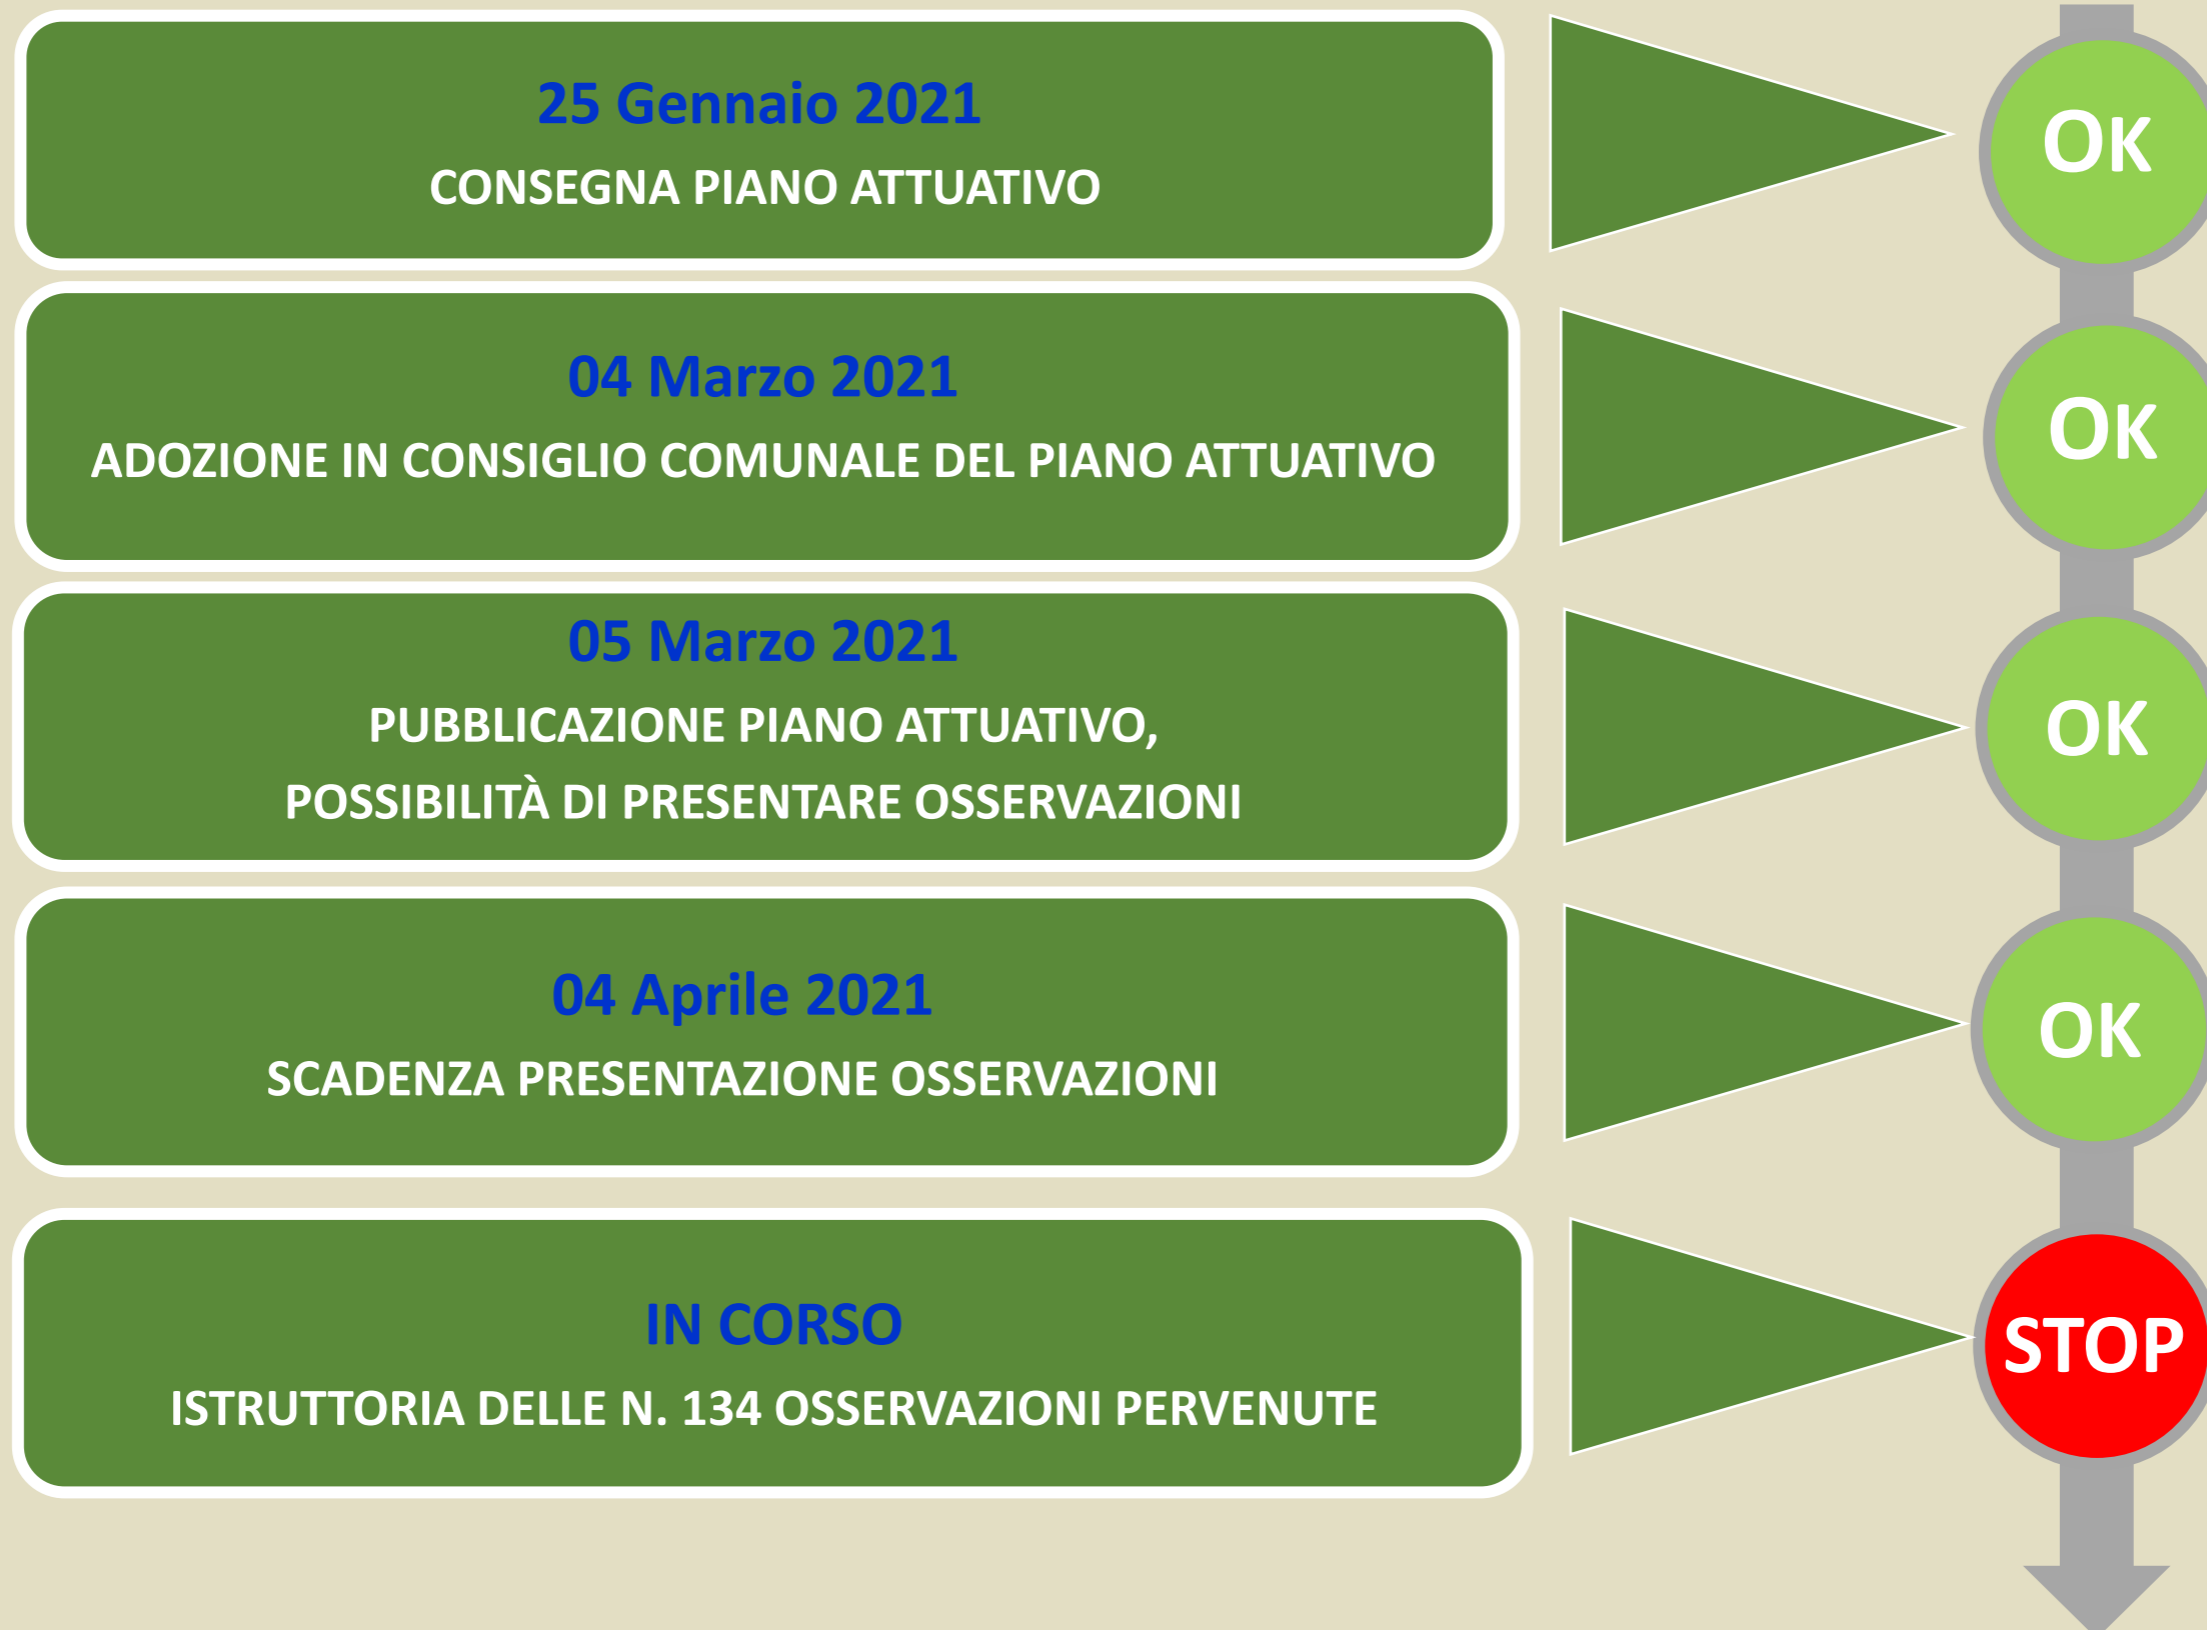 25 Gennaio 2021
CONSEGNA PIANO ATTUATIVO
OK
04 Marzo 2021
ADOZIONE IN CONSIGLIO COMUNALE DEL PIANO ATTUATIVO
OK
05 Marzo 2021
PUBBLICAZIONE PIANO ATTUATIVO,
POSSIBILITÀ DI PRESENTARE OSSERVAZIONI
OK
04 Aprile 2021
SCADENZA PRESENTAZIONE OSSERVAZIONI
OK
IN CORSO
ISTRUTTORIA DELLE N. 134 OSSERVAZIONI PERVENUTE
STOP